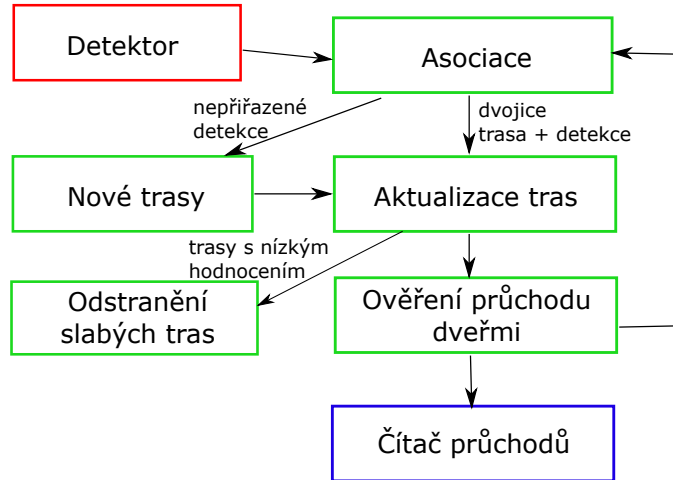 Detektor
Asociace
nepřiřazené
detekce
dvojice
trasa + detekce
Nové trasy
Aktualizace tras
trasy s nízkým
hodnocením
Odstranění
slabých tras
Ověření průchodu
dveřmi
Čítač průchodů